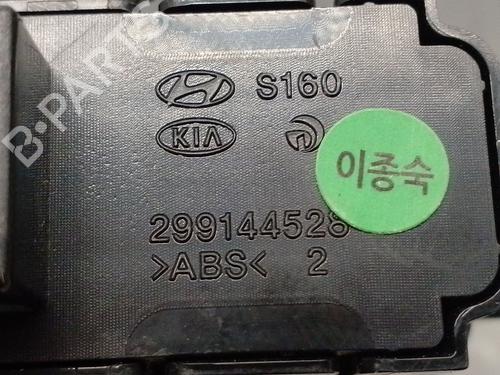 S160
KIA
이종숙
299144528
>ABS< 2
B-PARTS